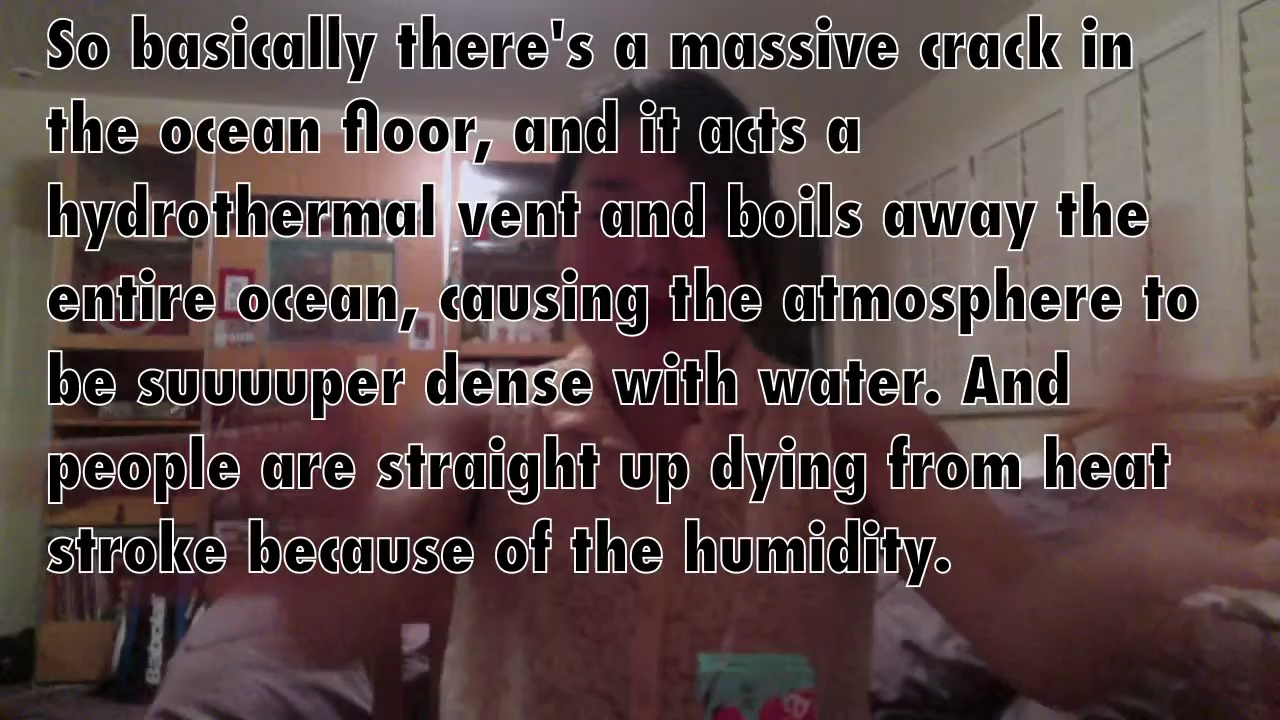 So basically there's a massive crack in
the ocean floor, and it acts a
hydrothermal vent and boils away the
entire ocean, causing the atmosphere to
be suuuuper dense with water. And
people are straight up dying from heat
stroke because of the humidity.
Babolat